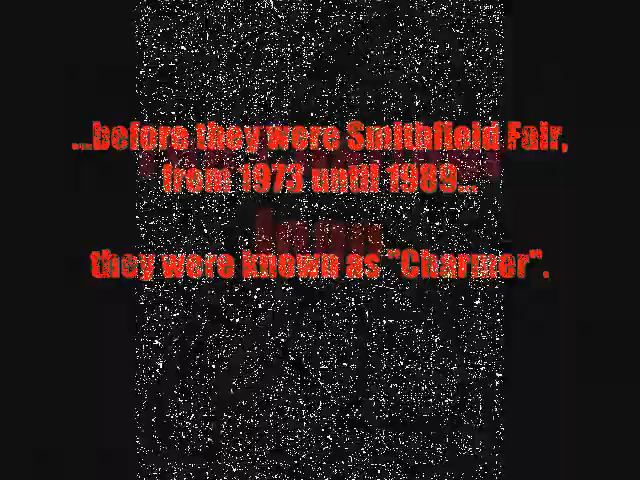 ...before they were Smithfield Fair,
from 1973 until 1989...
they were known as "Charmer".